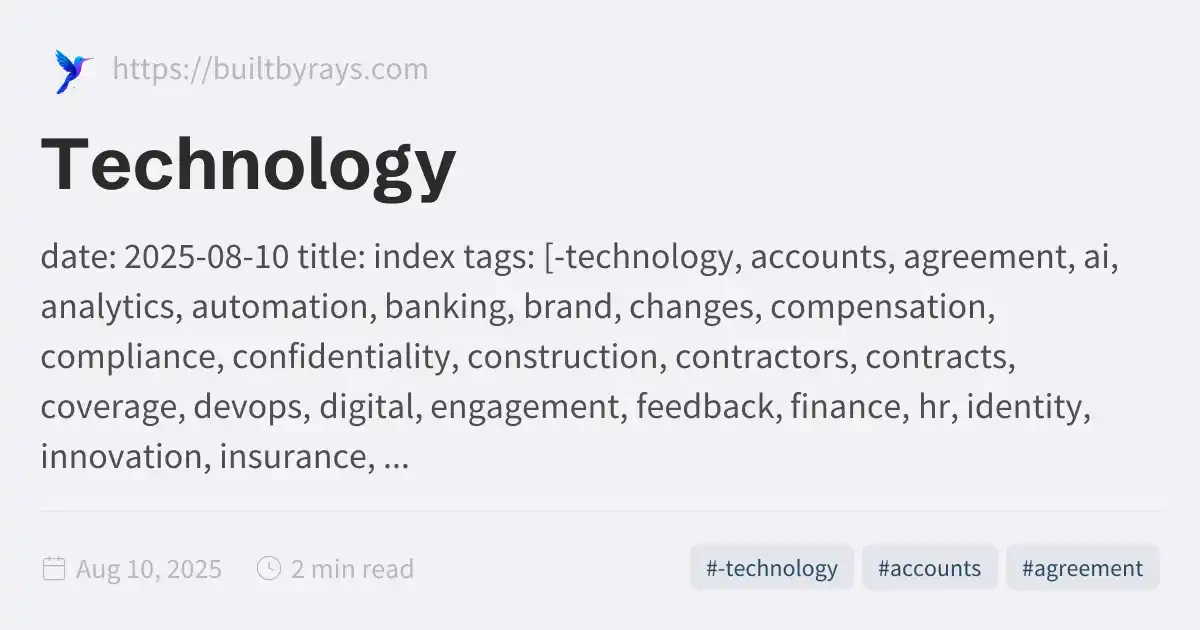 https://builtbyrays.com
Technology
date: 2025-08-10 title: index tags: [-technology, accounts, agreement, ai,
analytics, automation, banking, brand, changes, compensation,
compliance, confidentiality, construction, contractors, contracts,
coverage, devops, digital, engagement, feedback, finance, hr, identity,
innovation, insurance, ...
Aug 10, 2025 2 min read #-technology #accounts #agreement